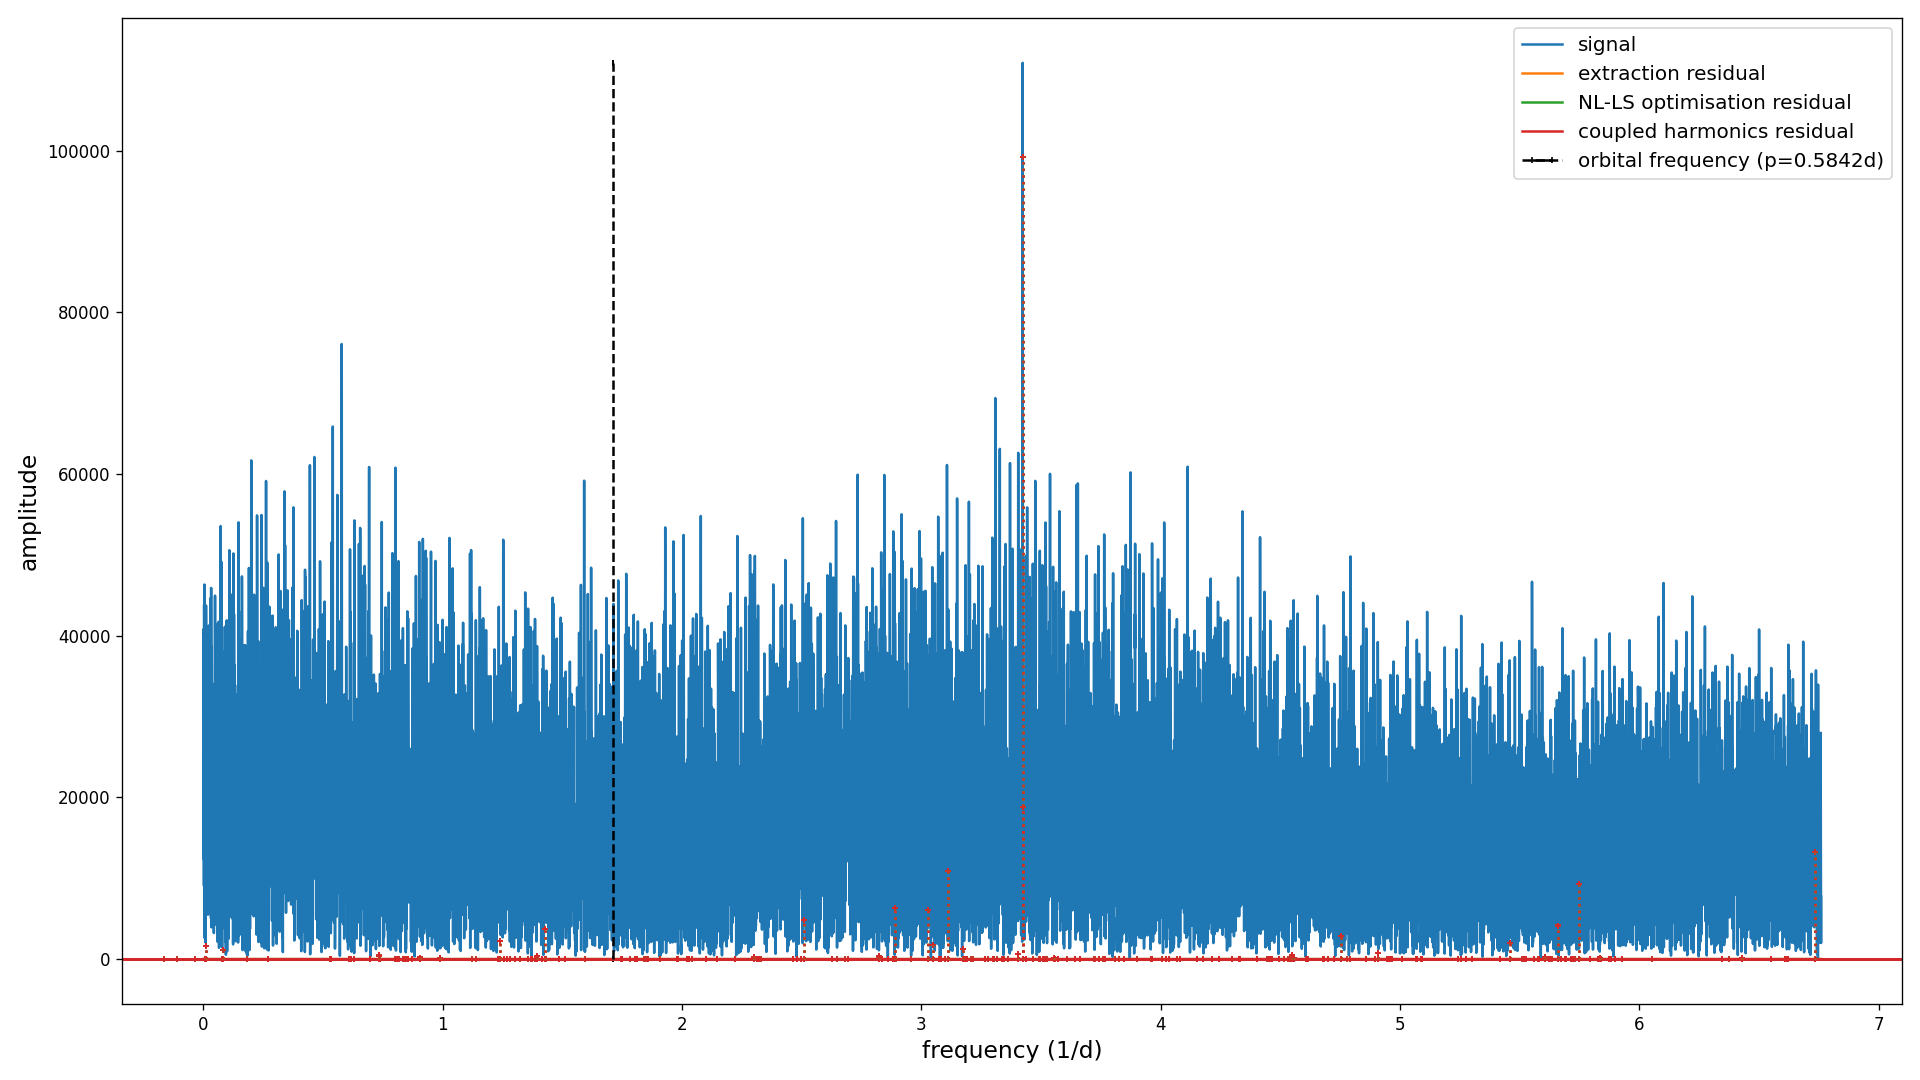 signal
extraction residual
NL-LS optimisation residual
coupled harmonics residual
orbital frequency (p=0.5842d)
amplitude
100000
80000
60000
40000
20000
0
0 1 2 3 4 5 6 7
frequency (1/d)